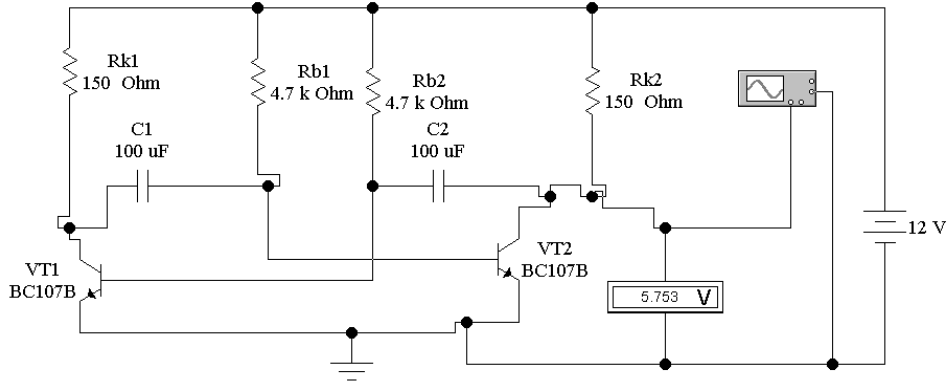 Rk1
150 Ohm
Rb1
4.7 k Ohm
Rb2
4.7 k Ohm
Rk2
150 Ohm
C1
100 uF
C2
100 uF
12 V
VT1
BC107B
VT2
BC107B
5.753 V